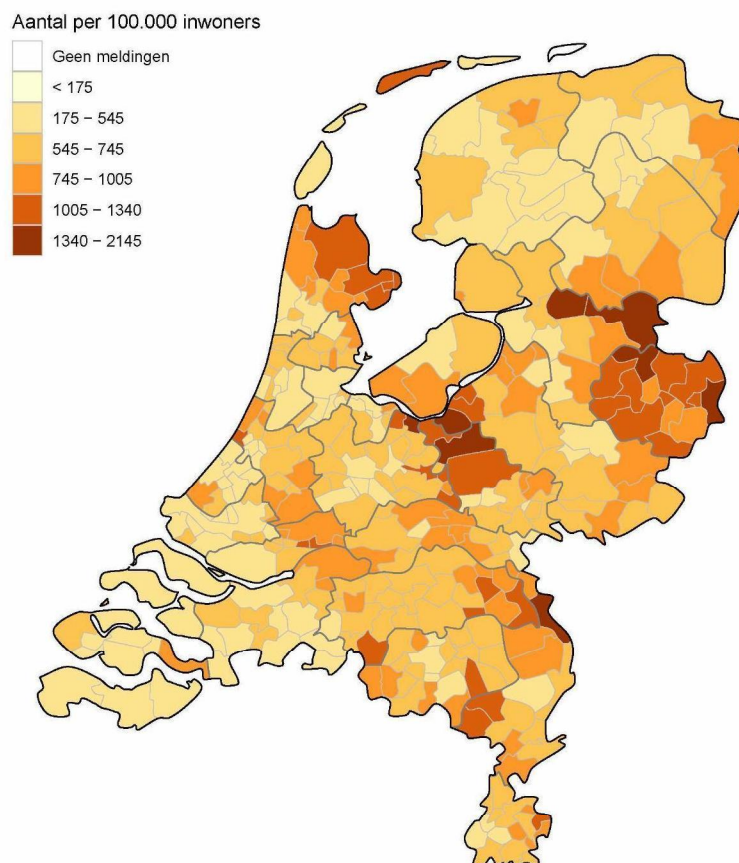 Aantal per 100.000 inwoners
Geen meldingen
< 175
175 – 545
545 – 745
745 – 1005
1005 – 1340
1340 – 2145